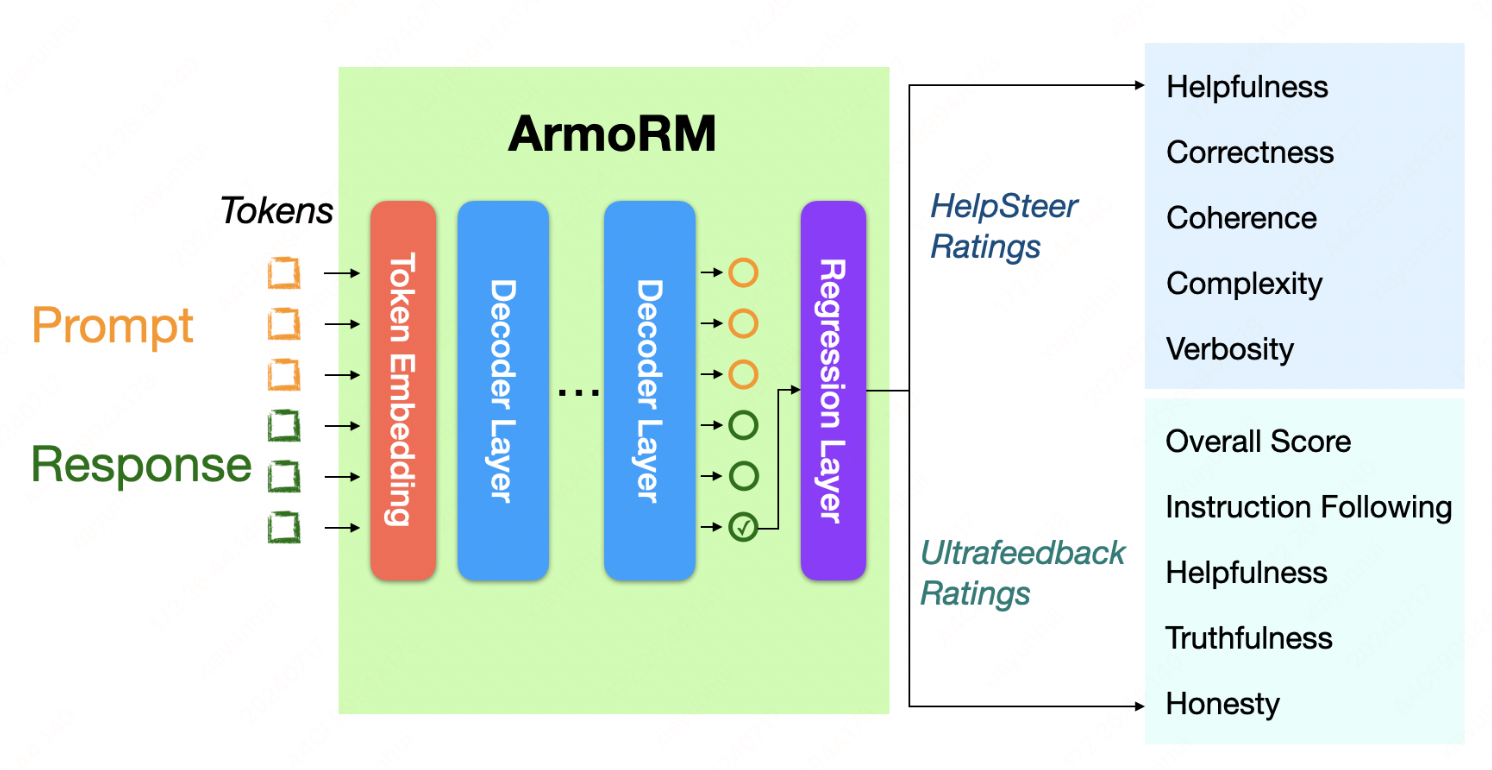 ArmoRM
Tokens
Prompt
Response
Token Embedding
Decoder Layer
...
Decoder Layer
Regression Layer
HelpSteer
Ratings
Ultrafeedback
Ratings
Helpfulness
Correctness
Coherence
Complexity
Verbosity
Overall Score
Instruction Following
Helpfulness
Truthfulness
Honesty